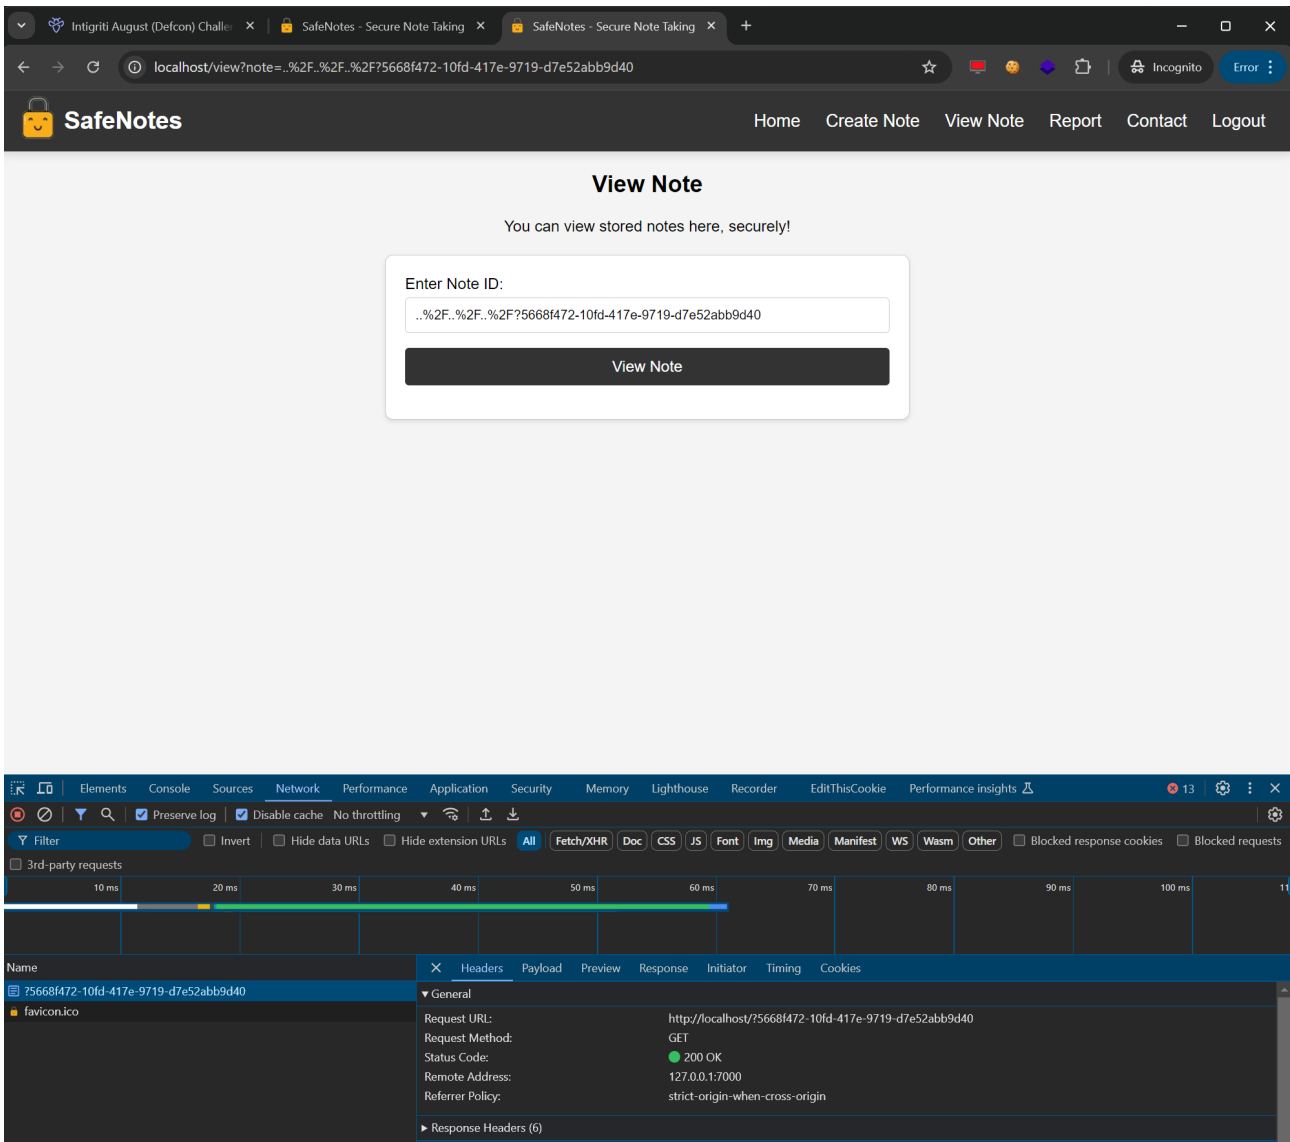 Intigriti August (Defcon) Challe
SafeNotes - Secure Note Taking
SafeNotes - Secure Note Taking
localhost/view?note=..%2F..%2F..%2F?5668f472-10fd-417e-9719-d7e52abb9d40
Incognito
Error
SafeNotes
Home Create Note View Note Report Contact Logout
View Note
You can view stored notes here, securely!
Enter Note ID:
..%2F..%2F..%2F?5668f472-10fd-417e-9719-d7e52abb9d40
View Note
Elements Console Sources Network Performance Application Security Memory Lighthouse Recorder EditThisCookie Performance insights 13
Preserve log Disable cache No throttling
Filter Invert Hide data URLs Hide extension URLs All Fetch/XHR Doc CSS JS Font Img Media Manifest WS Wasm Other Blocked response cookies Blocked requests
3rd-party requests
10 ms 20 ms 30 ms 40 ms 50 ms 60 ms 70 ms 80 ms 90 ms 100 ms 11
Name
Headers Payload Preview Response Initiator Timing Cookies
?5668f472-10fd-417e-9719-d7e52abb9d40
favicon.ico
General
Request URL: http://localhost/?5668f472-10fd-417e-9719-d7e52abb9d40
Request Method: GET
Status Code: 200 OK
Remote Address: 127.0.0.1:7000
Referrer Policy: strict-origin-when-cross-origin
Response Headers (6)